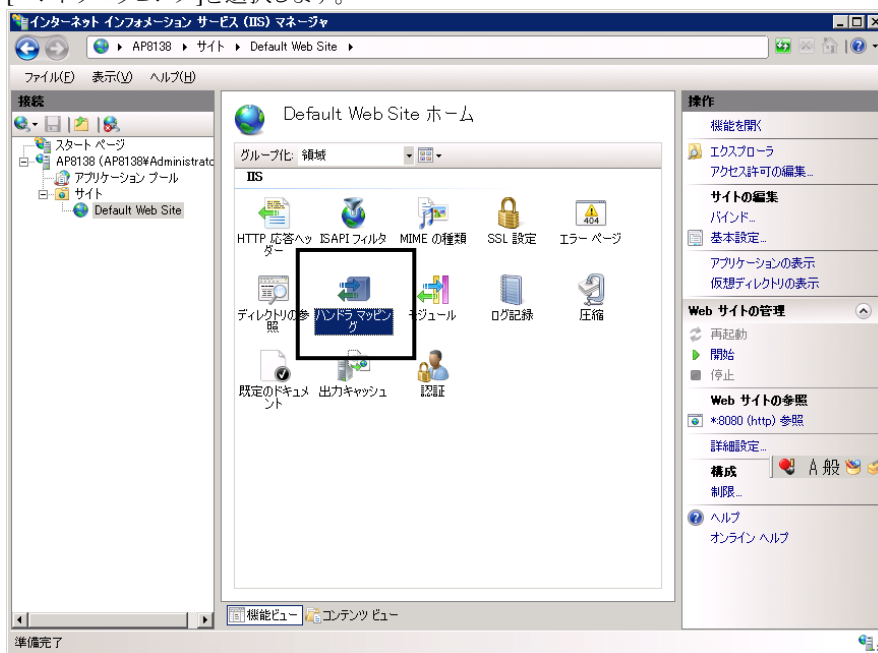 インターネット インフォメーション サービス (IIS) マネージャ
AP8138 サイト Default Web Site
ファイル(F) 表示(V) ヘルプ(H)
接続
スタート ページ
AP8138 (AP8138¥Administratc
アプリケーション プール
サイト
Default Web Site
Default Web Site ホーム
グループ化: 領域
IIS
HTTP 応答ヘッダー
ISAPI フィルタ
MIME の種類
SSL 設定
404
エラー ページ
ディレクトリの参照
ハンドラ マッピング
モジュール
ログ記録
圧縮
既定のドキュメント
出力キャッシュ
認証
機能ビュー コンテンツ ビュー
操作
機能を開く
エクスプローラ
アクセス許可の編集...
サイトの編集
バインド...
基本設定...
アプリケーションの表示
仮想ディレクトリの表示
Web サイトの管理
再起動
開始
停止
Web サイトの参照
*:8080 (http) 参照
詳細設定...
構成
A 般
制限...
ヘルプ
オンライン ヘルプ
準備完了